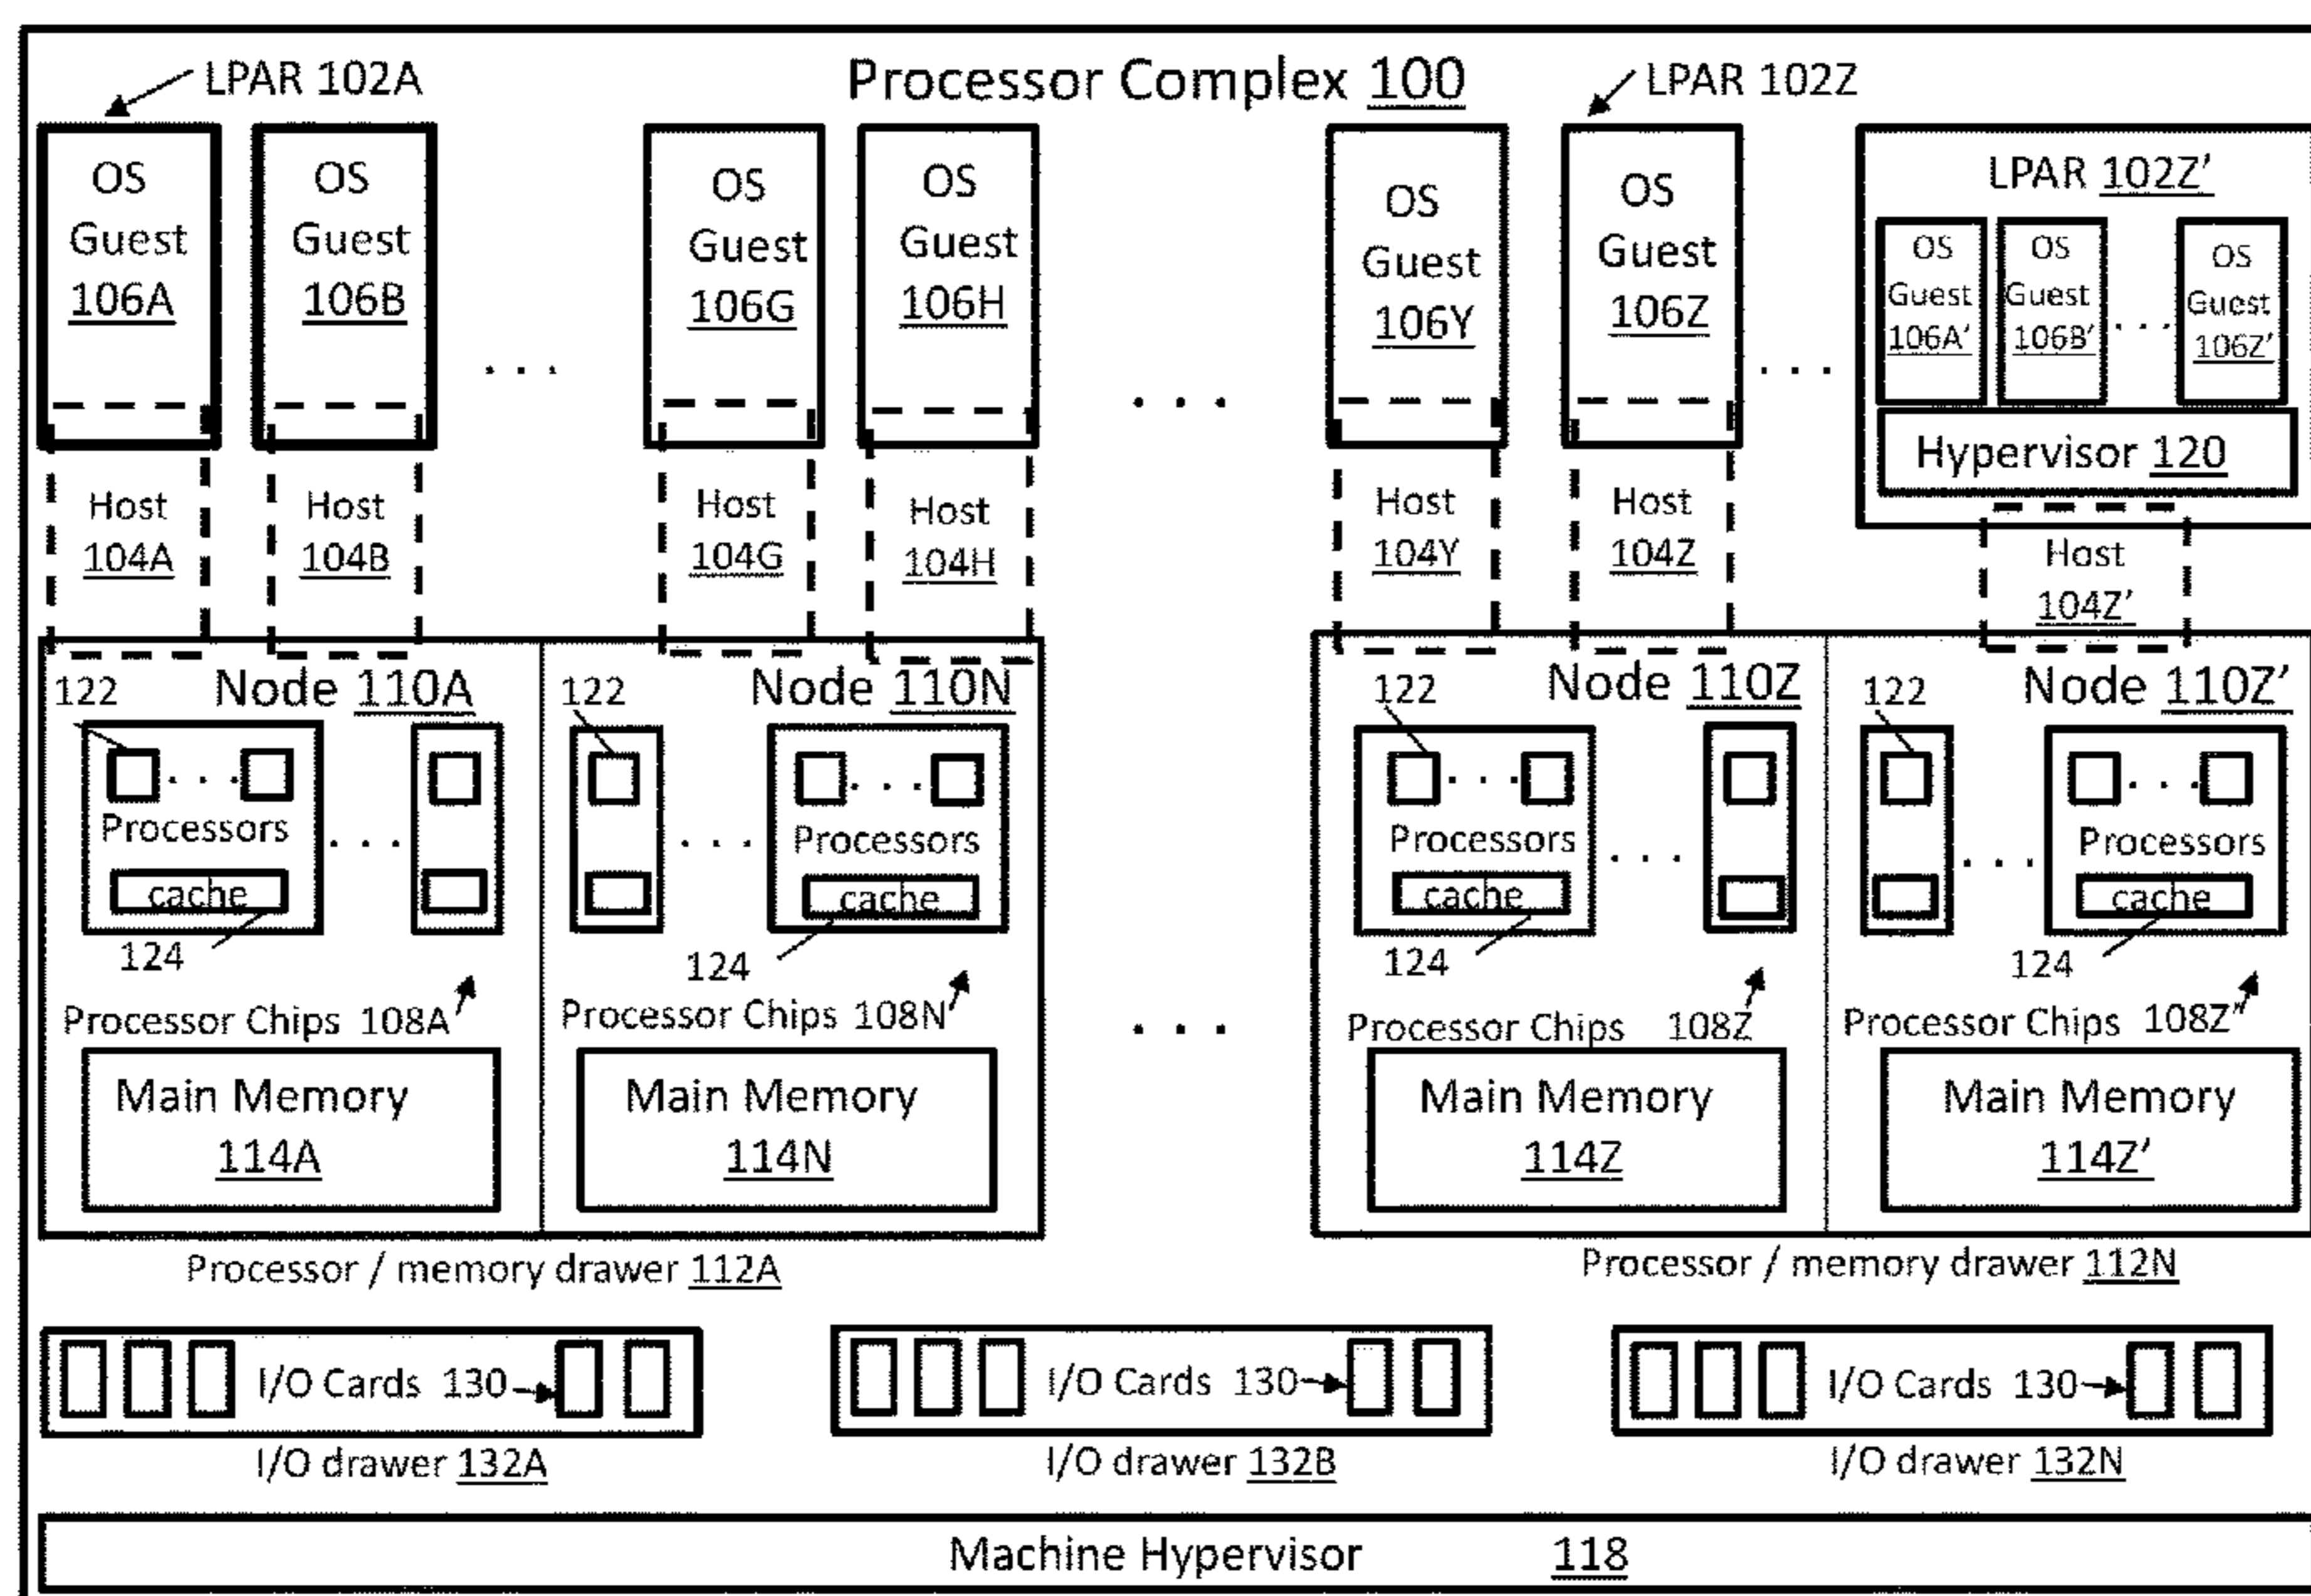 Processor Complex 100
LPAR 102A
LPAR 102Z
OS
Guest
106A
OS
Guest
106B
. . .
OS
Guest
106G
OS
Guest
106H
. . .
OS
Guest
106Y
OS
Guest
106Z
. . .
LPAR 102Z'
OS
Guest
106A'
OS
Guest
106B'
. . .
OS
Guest
106Z'
Hypervisor 120
Host
104A
Host
104B
Host
104G
Host
104H
Host
104Y
Host
104Z
Host
104Z'
122
Node 110A
. . .
Processors
cache
. . .
124
Processor Chips 108A
Main Memory
114A
122
Node 110N
. . .
. . .
Processors
cache
124
Processor Chips 108N'
Main Memory
114N
Processor / memory drawer 112A
. . .
122
Node 110Z
. . .
Processors
cache
. . .
124
Processor Chips 108Z
Main Memory
114Z
122
Node 110Z'
. . .
. . .
Processors
cache
124
Processor Chips 108Z"
Main Memory
114Z'
Processor / memory drawer 112N
I/O Cards 130
I/O drawer 132A
I/O Cards 130
I/O drawer 132B
I/O Cards 130
I/O drawer 132N
Machine Hypervisor 118